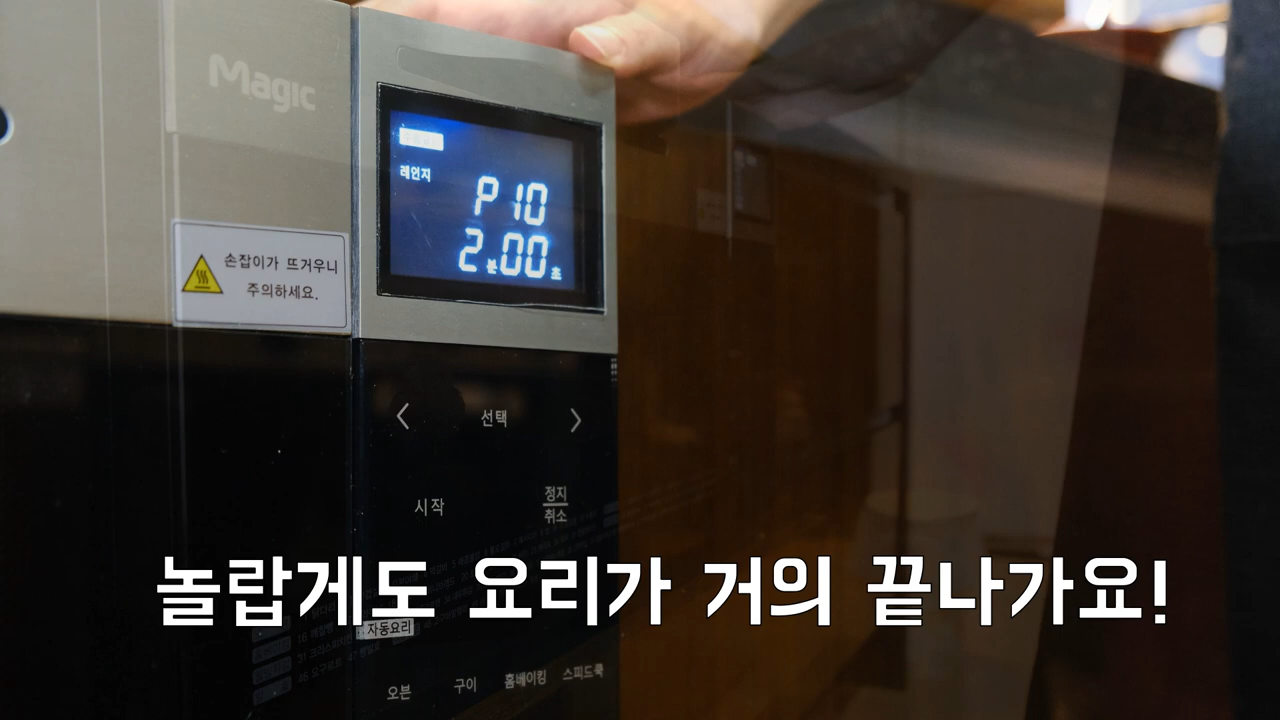 Magic
레인지
P10
2분00초
손잡이가 뜨거우니
주의하세요.
< 선택 >
시작
정지
취소
놀랍게도 요리가 거의 끝나가요!
자동요리
오븐 구이 홈베이킹 스피드쿡